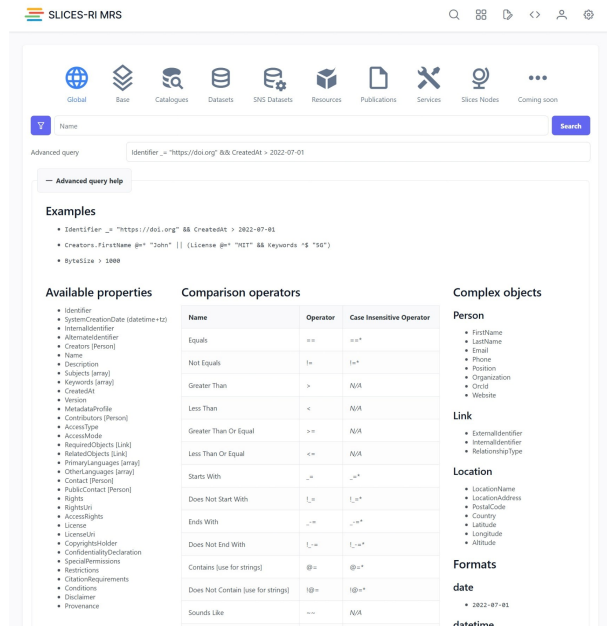 SLICES-RI MRS
Global
Base
Catalogues
Datasets
SNS Datasets
Resources
Publications
Services
Slices Nodes
Coming soon
Name
Search
Advanced query
Identifier _= "https://doi.org" && CreatedAt > 2022-07-01
— Advanced query help
Examples
• Identifier _= "https://doi.org" && CreatedAt > 2022-07-01
• Creators.FirstName @=* "John" || (License @=* "MIT" && Keywords ^$ "5G")
• ByteSize > 1000
Available properties
• Identifier
• SystemCreationDate (datetime+tz)
• InternalIdentifier
• AlternateIdentifier
• Creators [Person]
• Name
• Description
• Subjects [array]
• Keywords [array]
• CreatedAt
• Version
• MetadataProfile
• Contributors [Person]
• AccessType
• AccessMode
• RequiredObjects [Link]
• RelatedObjects [Link]
• PrimaryLanguages [array]
• OtherLanguages [array]
• Contact [Person]
• PublicContact [Person]
• Rights
• RightsUri
• AccessRights
• License
• LicenseUri
• CopyrightsHolder
• ConfidentialityDeclaration
• SpecialPermissions
• Restrictions
• CitationRequirements
• Conditions
• Disclaimer
• Provenance
Comparison operators
Name Operator Case Insensitive Operator
Equals == ==*
Not Equals != !=*
Greater Than > N/A
Less Than < N/A
Greater Than Or Equal >= N/A
Less Than Or Equal <= N/A
Starts With _= _=*
Does Not Start With !_= !_=*
Ends With _-= _-=*
Does Not End With !_-= !_-=*
Contains [use for strings] @= @=*
Does Not Contain [use for strings] !@= !@=*
Sounds Like ~~ N/A
Complex objects
Person
• FirstName
• LastName
• Email
• Phone
• Position
• Organization
• OrcId
• Website
Link
• ExternalIdentifier
• InternalIdentifier
• RelationshipType
Location
• LocationName
• LocationAddress
• PostalCode
• Country
• Latitude
• Longitude
• Altitude
Formats
date
• 2022-07-01
datetime